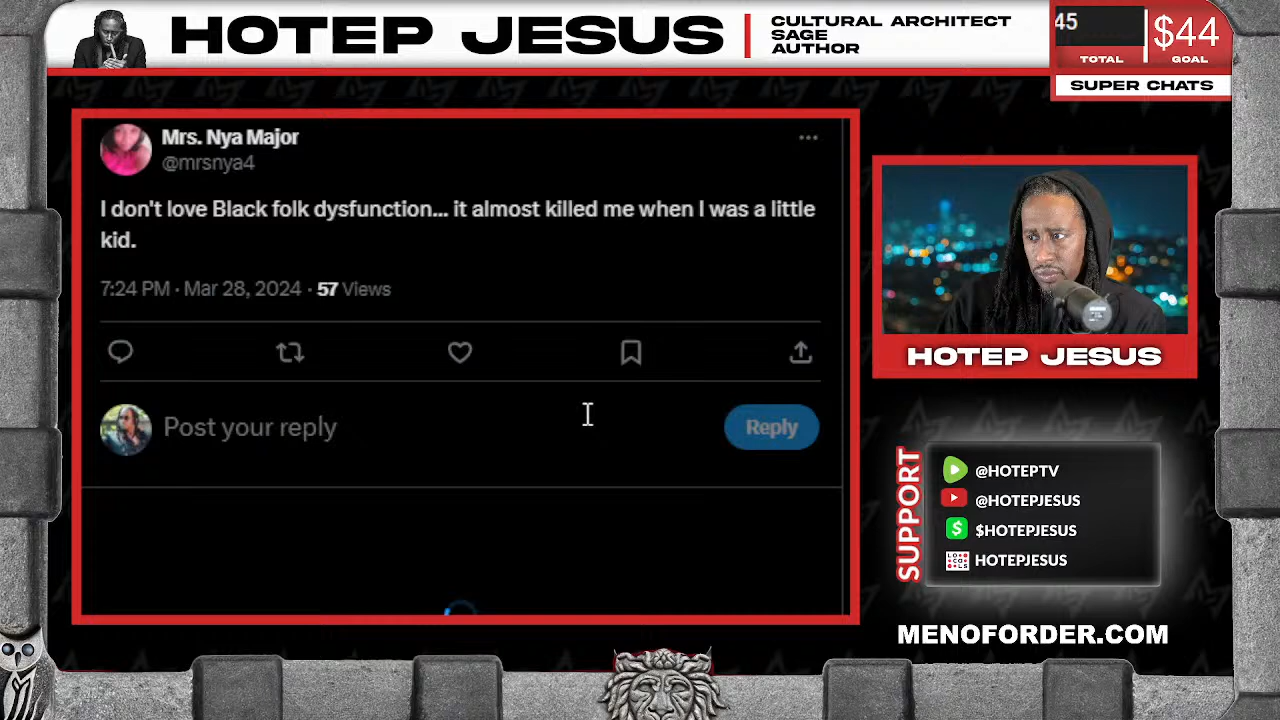 HOTEP JESUS
CULTURAL ARCHITECT
SAGE
AUTHOR
45
$44
TOTAL
GOAL
SUPER CHATS
Mrs. Nya Major
@mrsnya4
I don't love Black folk dysfunction... it almost killed me when I was a little
kid.
7:24 PM · Mar 28, 2024 · 57 Views
Post your reply
Reply
HOTEP JESUS
SUPPORT
@HOTEPTV
@HOTEPJESUS
$HOTEPJESUS
LOCALS
HOTEPJESUS
MENOFORDER.COM